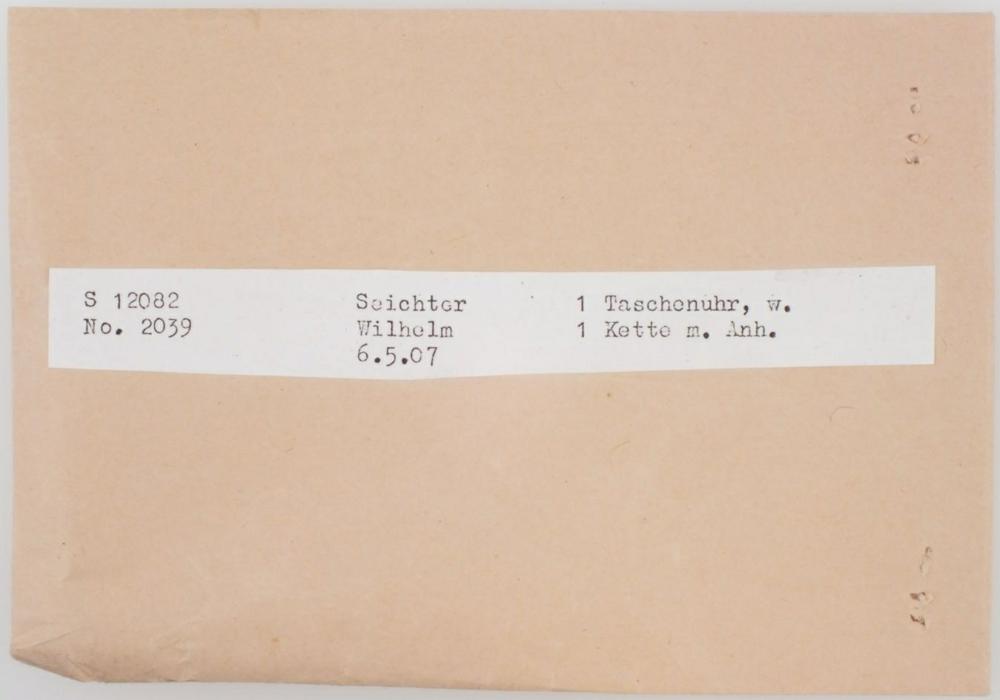 S 12082 Seichter 1 Taschenuhr, w.
No. 2039 Wilhelm 1 Kette m. Anh.
6.5.07